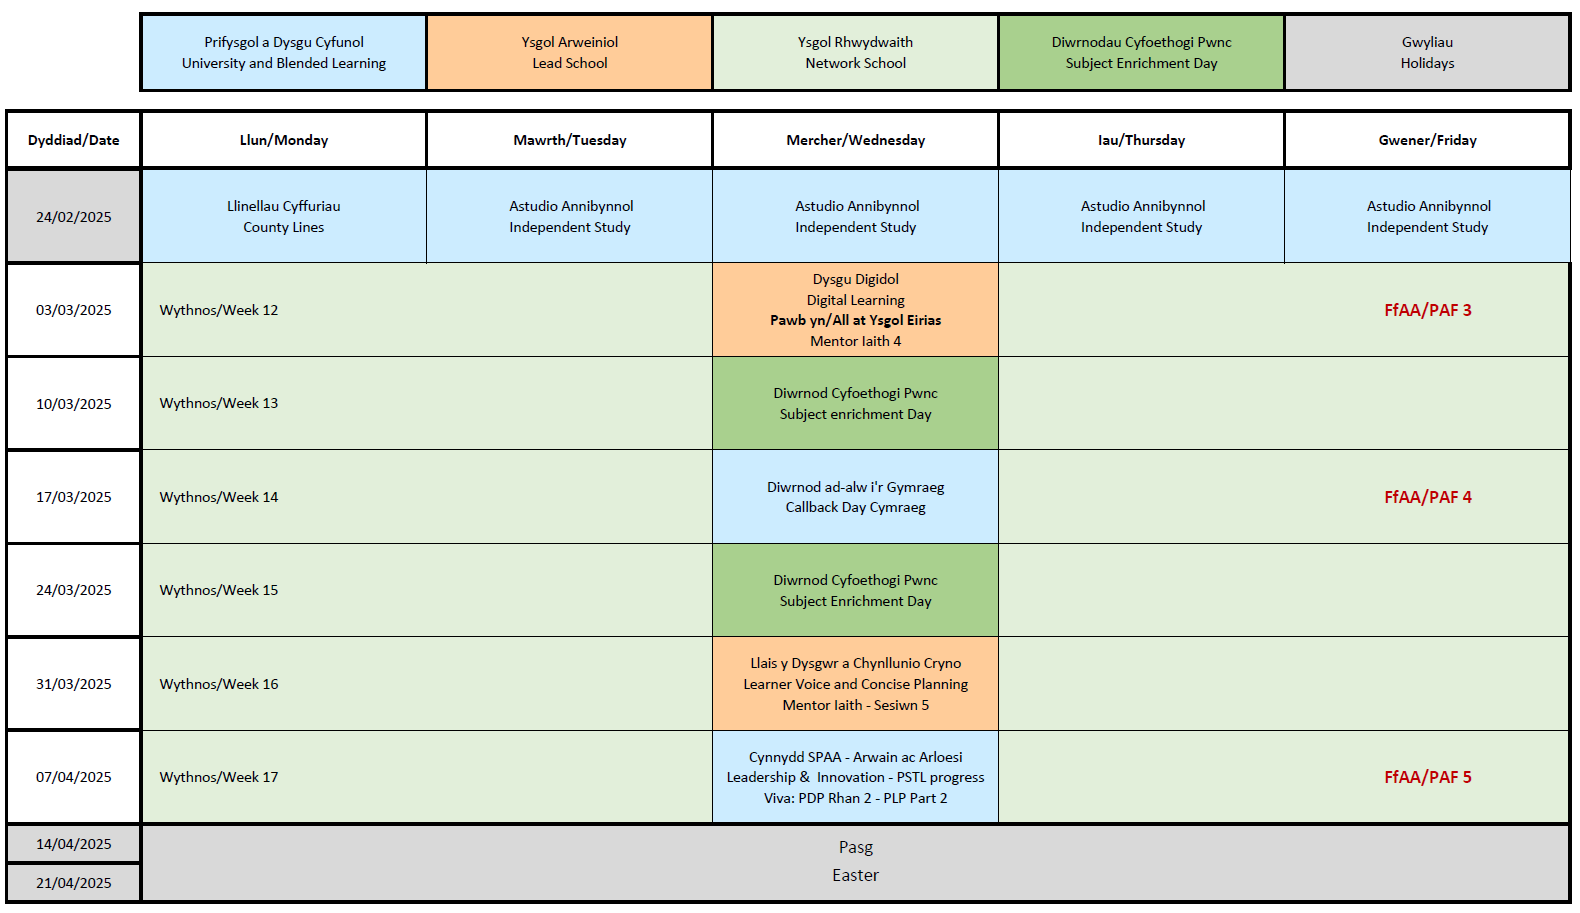 Prifysgol a Dysgu Cyfunol
University and Blended Learning
Ysgol Arweiniol
Lead School
Ysgol Rhwydwaith
Network School
Diwrnodau Cyfoethogi Pwnc
Subject Enrichment Day
Gwyliau
Holidays
Dyddiad/Date
Llun/Monday
Mawrth/Tuesday
Mercher/Wednesday
Iau/Thursday
Gwener/Friday
24/02/2025
Llinellau Cyffuriau
County Lines
Astudio Annibynnol
Independent Study
Astudio Annibynnol
Independent Study
Astudio Annibynnol
Independent Study
Astudio Annibynnol
Independent Study
03/03/2025
Wythnos/Week 12
Dysgu Digidol
Digital Learning
Pawb yn/All at Ysgol Eirias
Mentor Iaith 4
FfAA/PAF 3
10/03/2025
Wythnos/Week 13
Diwrnod Cyfoethogi Pwnc
Subject enrichment Day
17/03/2025
Wythnos/Week 14
Diwrnod ad-alw i'r Gymraeg
Callback Day Cymraeg
FfAA/PAF 4
24/03/2025
Wythnos/Week 15
Diwrnod Cyfoethogi Pwnc
Subject Enrichment Day
31/03/2025
Wythnos/Week 16
Llais y Dysgwr a Chynllunio Cryno
Learner Voice and Concise Planning
Mentor Iaith - Sesiwn 5
07/04/2025
Wythnos/Week 17
Cynnydd SPAA - Arwain ac Arloesi
Leadership & Innovation - PSTL progress
Viva: PDP Rhan 2 - PLP Part 2
FfAA/PAF 5
14/04/2025
21/04/2025
Pasg
Easter